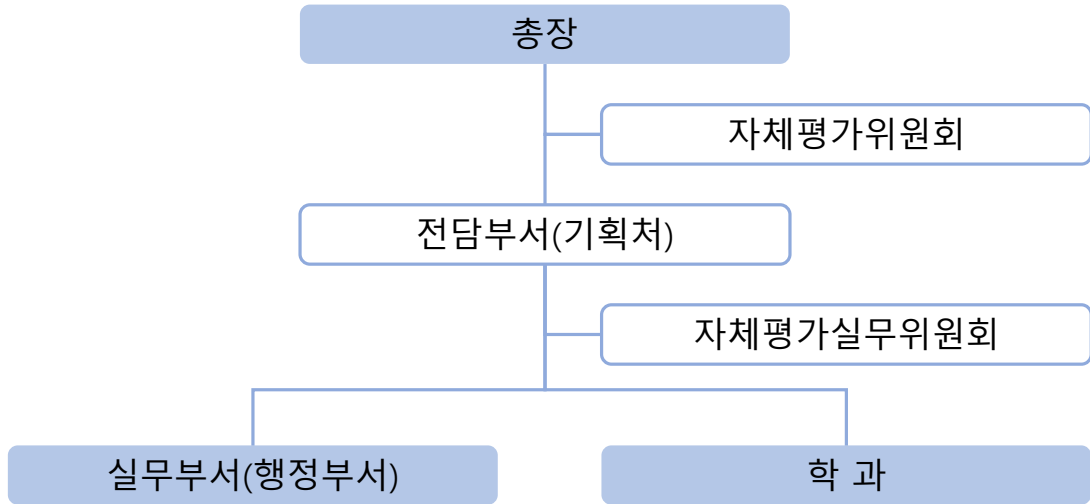 총장
자체평가위원회
전담부서(기획처)
자체평가실무위원회
실무부서(행정부서)
학 과